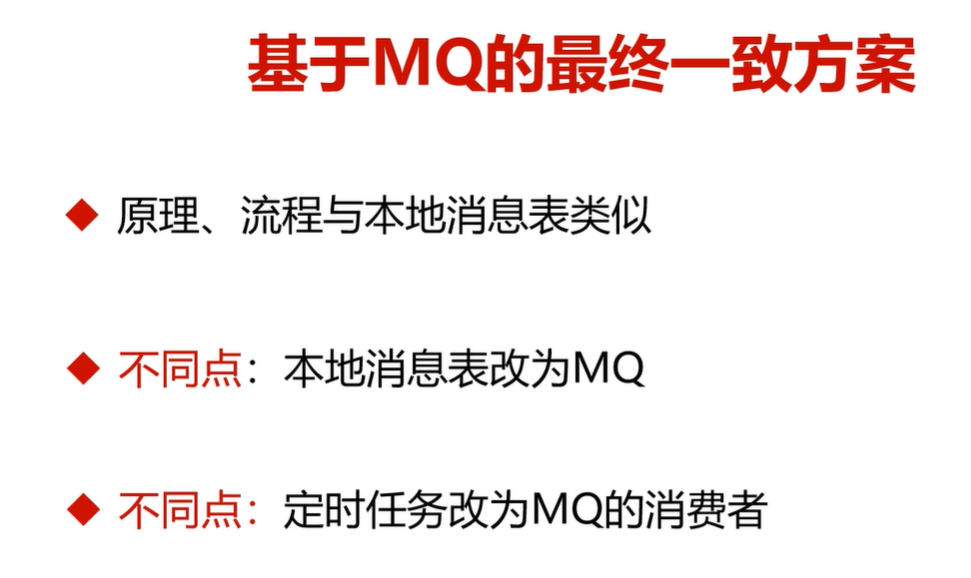 基于MQ的最终一致方案
原理、流程与本地消息表类似
不同点：本地消息表改为MQ
不同点：定时任务改为MQ的消费者